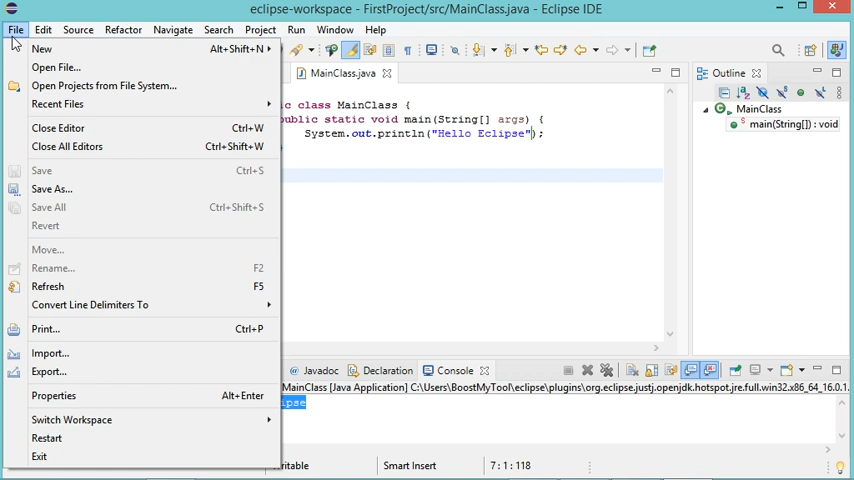 eclipse-workspace - FirstProject/src/MainClass.java - Eclipse IDE
File Edit Source Refactor Navigate Search Project Run Window Help
New Alt+Shift+N
Open File...
Open Projects from File System...
Recent Files
Close Editor Ctrl+W
Close All Editors Ctrl+Shift+W
Save Ctrl+S
Save As...
Save All Ctrl+Shift+S
Revert
Move...
Rename... F2
Refresh F5
Convert Line Delimiters To
Print... Ctrl+P
Import...
Export...
Properties Alt+Enter
Switch Workspace
Restart
Exit
MainClass.java
ic class MainClass {
public static void main(String[] args) {
System.out.println("Hello Eclipse");
Outline
MainClass
main(String[]) : void
@ Javadoc Declaration Console
MainClass [Java Application] C:\Users\BoostMyTool\eclipse\plugins\org.eclipse.justj.openjdk.hotspot.jre.full.win32.x86_64_16.0.1.
ipse
ritable Smart Insert 7 : 1 : 118